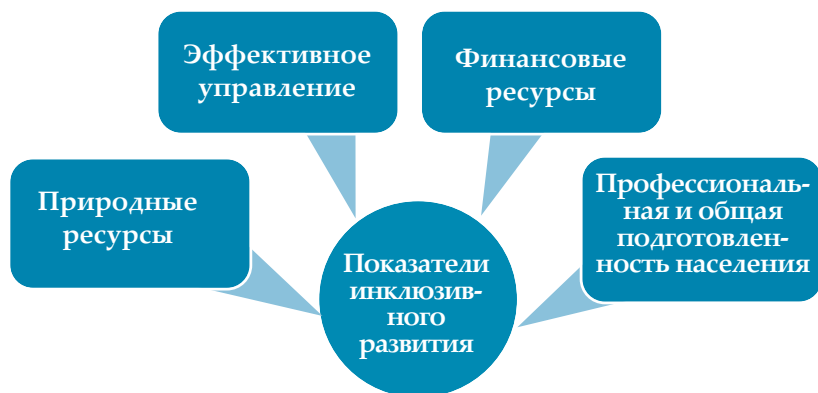 Эффективное
управление
Финансовые
ресурсы
Природные
ресурсы
Профессиональ-
ная и общая
подготовлен-
ность населения
Показатели
инклюзив-
ного
развития